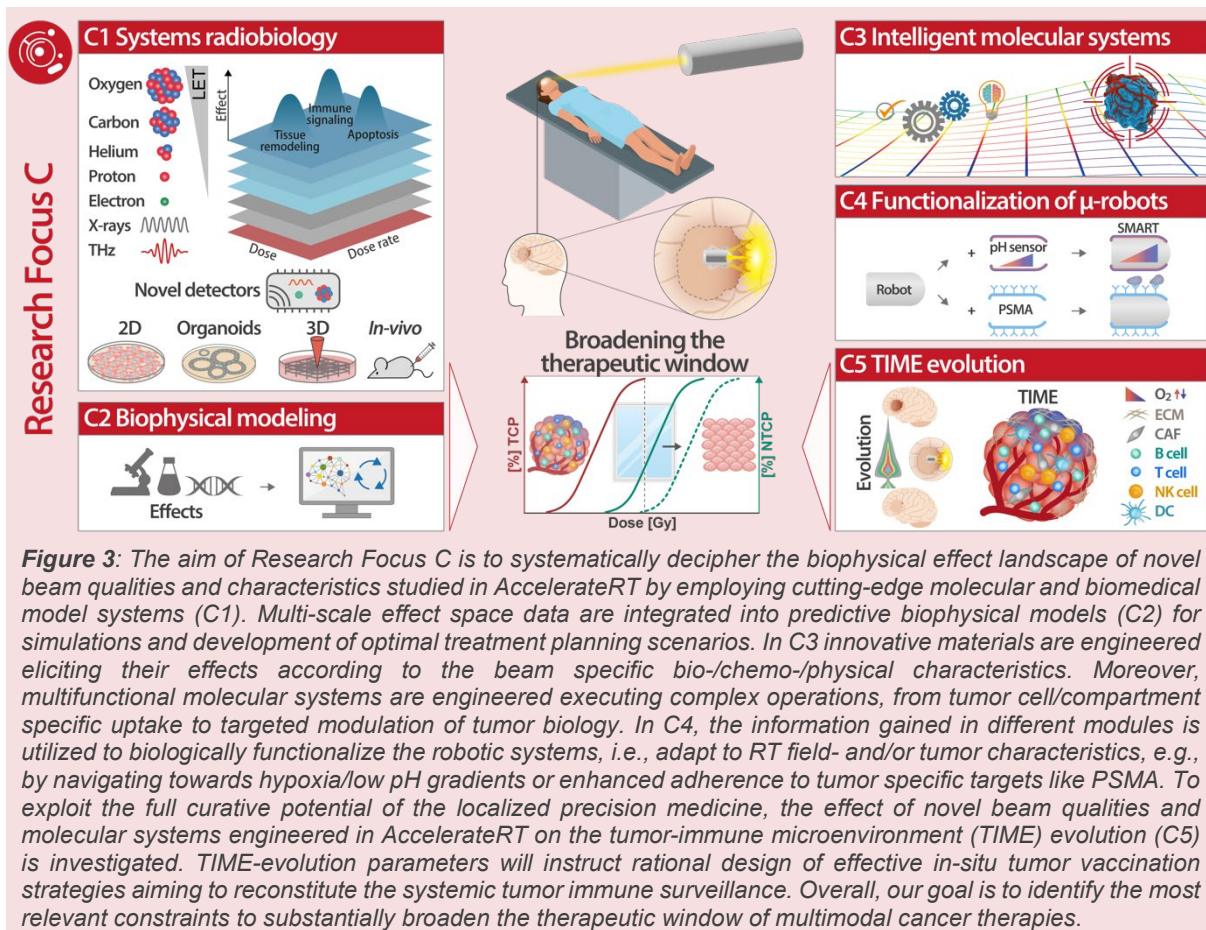 Research Focus C
C1 Systems radiobiology
Oxygen
Carbon
Helium
Proton
Electron
X-rays
THz
LET
Effect
Tissue
remodeling
Immune
signaling
Apoptosis
Dose
Dose rate
Novel detectors
2D
Organoids
3D
In-vivo
C2 Biophysical modeling
Effects
Broadening the
therapeutic window
[%] TCP
[%] NTCP
Dose [Gy]
C3 Intelligent molecular systems
C4 Functionalization of µ-robots
Robot
+ pH sensor
SMART
+ PSMA
C5 TIME evolution
Evolution
TIME
O₂ ↑↓
ECM
CAF
B cell
T cell
NK cell
DC
Figure 3: The aim of Research Focus C is to systematically decipher the biophysical effect landscape of novel
beam qualities and characteristics studied in AccelerateRT by employing cutting-edge molecular and biomedical
model systems (C1). Multi-scale effect space data are integrated into predictive biophysical models (C2) for
simulations and development of optimal treatment planning scenarios. In C3 innovative materials are engineered
eliciting their effects according to the beam specific bio-/chemo-/physical characteristics. Moreover,
multifunctional molecular systems are engineered executing complex operations, from tumor cell/compartment
specific uptake to targeted modulation of tumor biology. In C4, the information gained in different modules is
utilized to biologically functionalize the robotic systems, i.e., adapt to RT field- and/or tumor characteristics, e.g.,
by navigating towards hypoxia/low pH gradients or enhanced adherence to tumor specific targets like PSMA. To
exploit the full curative potential of the localized precision medicine, the effect of novel beam qualities and
molecular systems engineered in AccelerateRT on the tumor-immune microenvironment (TIME) evolution (C5)
is investigated. TIME-evolution parameters will instruct rational design of effective in-situ tumor vaccination
strategies aiming to reconstitute the systemic tumor immune surveillance. Overall, our goal is to identify the most
relevant constraints to substantially broaden the therapeutic window of multimodal cancer therapies.